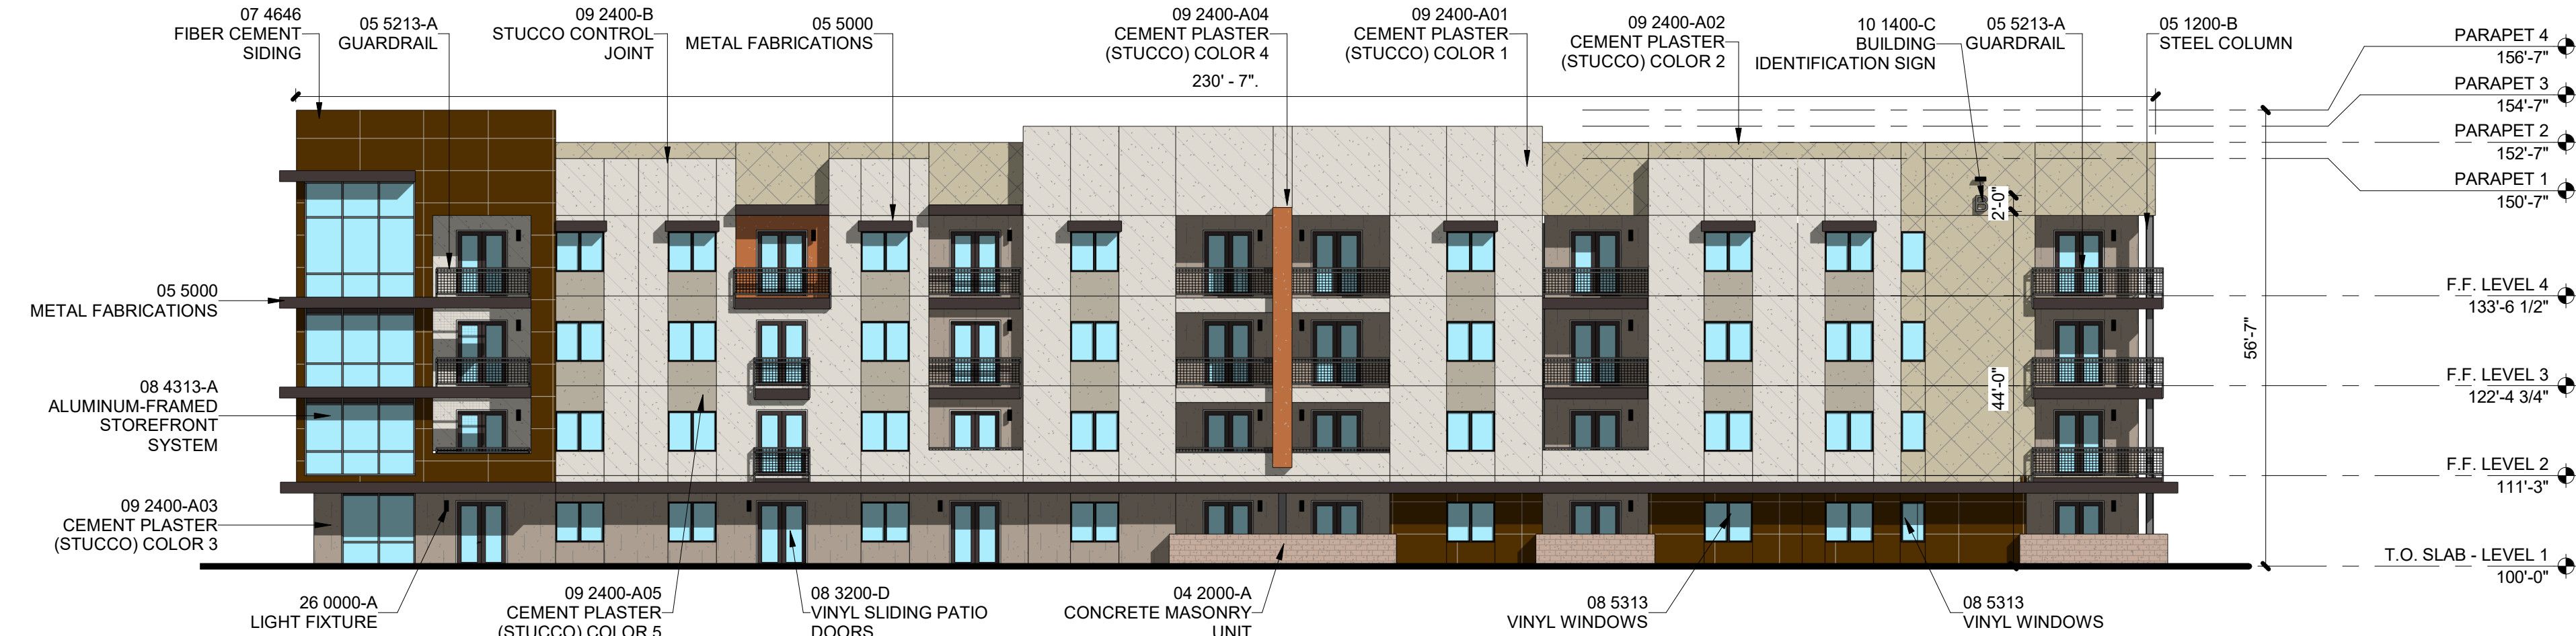 07 4646
FIBER CEMENT
SIDING
05 5213-A
GUARDRAIL
09 2400-B
STUCCO CONTROL
JOINT
05 5000
METAL FABRICATIONS
09 2400-A04
CEMENT PLASTER
(STUCCO) COLOR 4
09 2400-A01
CEMENT PLASTER
(STUCCO) COLOR 1
09 2400-A02
CEMENT PLASTER
(STUCCO) COLOR 2
10 1400-C
BUILDING
IDENTIFICATION SIGN
05 5213-A
GUARDRAIL
05 1200-B
STEEL COLUMN
230' - 7".
PARAPET 4
156'-7"
PARAPET 3
154'-7"
PARAPET 2
152'-7"
PARAPET 1
150'-7"
2'-0"
05 5000
METAL FABRICATIONS
F.F. LEVEL 4
133'-6 1/2"
56'-7"
44'-0"
F.F. LEVEL 3
122'-4 3/4"
08 4313-A
ALUMINUM-FRAMED
STOREFRONT
SYSTEM
F.F. LEVEL 2
111'-3"
09 2400-A03
CEMENT PLASTER
(STUCCO) COLOR 3
T.O. SLAB - LEVEL 1
100'-0"
26 0000-A
LIGHT FIXTURE
09 2400-A05
CEMENT PLASTER
(STUCCO) COLOR 5
08 3200-D
VINYL SLIDING PATIO
DOORS
04 2000-A
CONCRETE MASONRY
UNIT
08 5313
VINYL WINDOWS
08 5313
VINYL WINDOWS